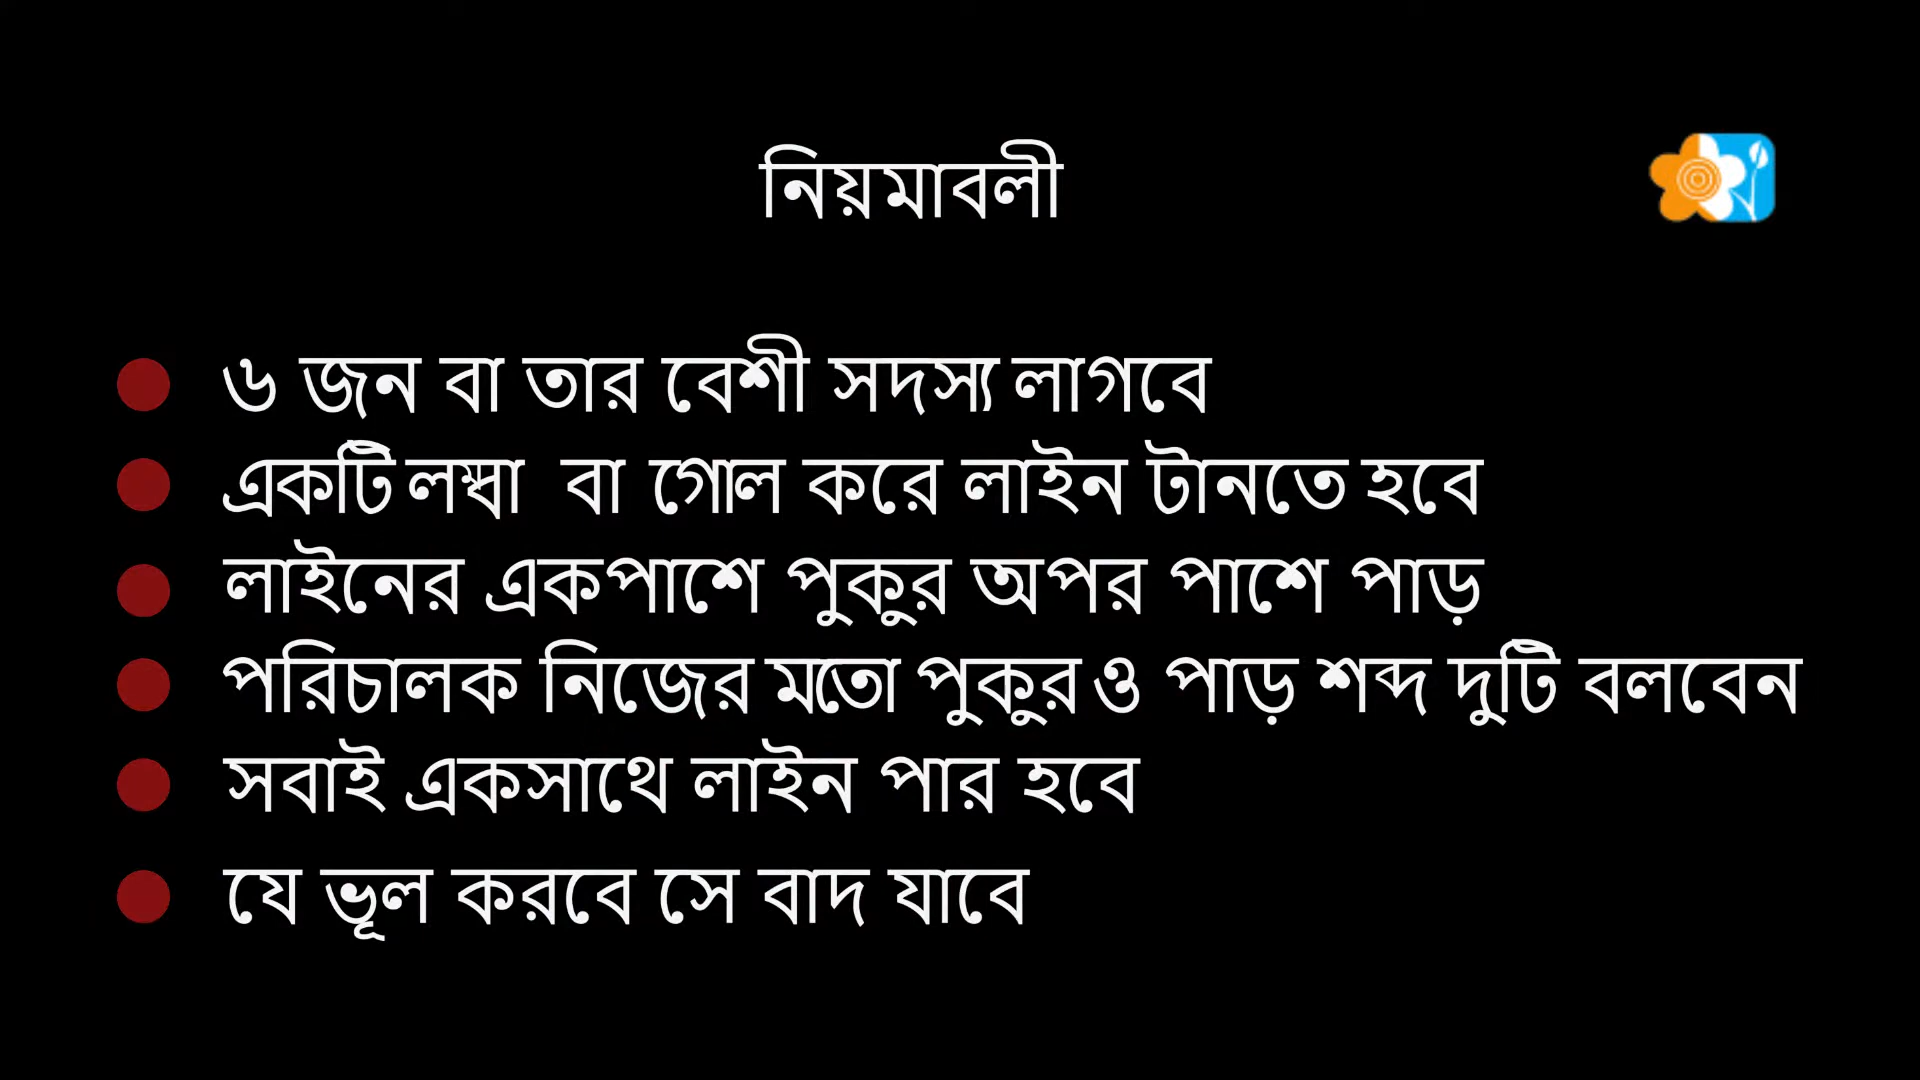 নিয়মাবলী
৬ জন বা তার বেশী সদস্য লাগবে
একটি লম্বা বা গোল করে লাইন টানতে হবে
লাইনের একপাশে পুকুর অপর পাশে পাড়
পরিচালক নিজের মতো পুকুর ও পাড় শব্দ দুটি বলবেন
সবাই একসাথে লাইন পার হবে
যে ভূল করবে সে বাদ যাবে